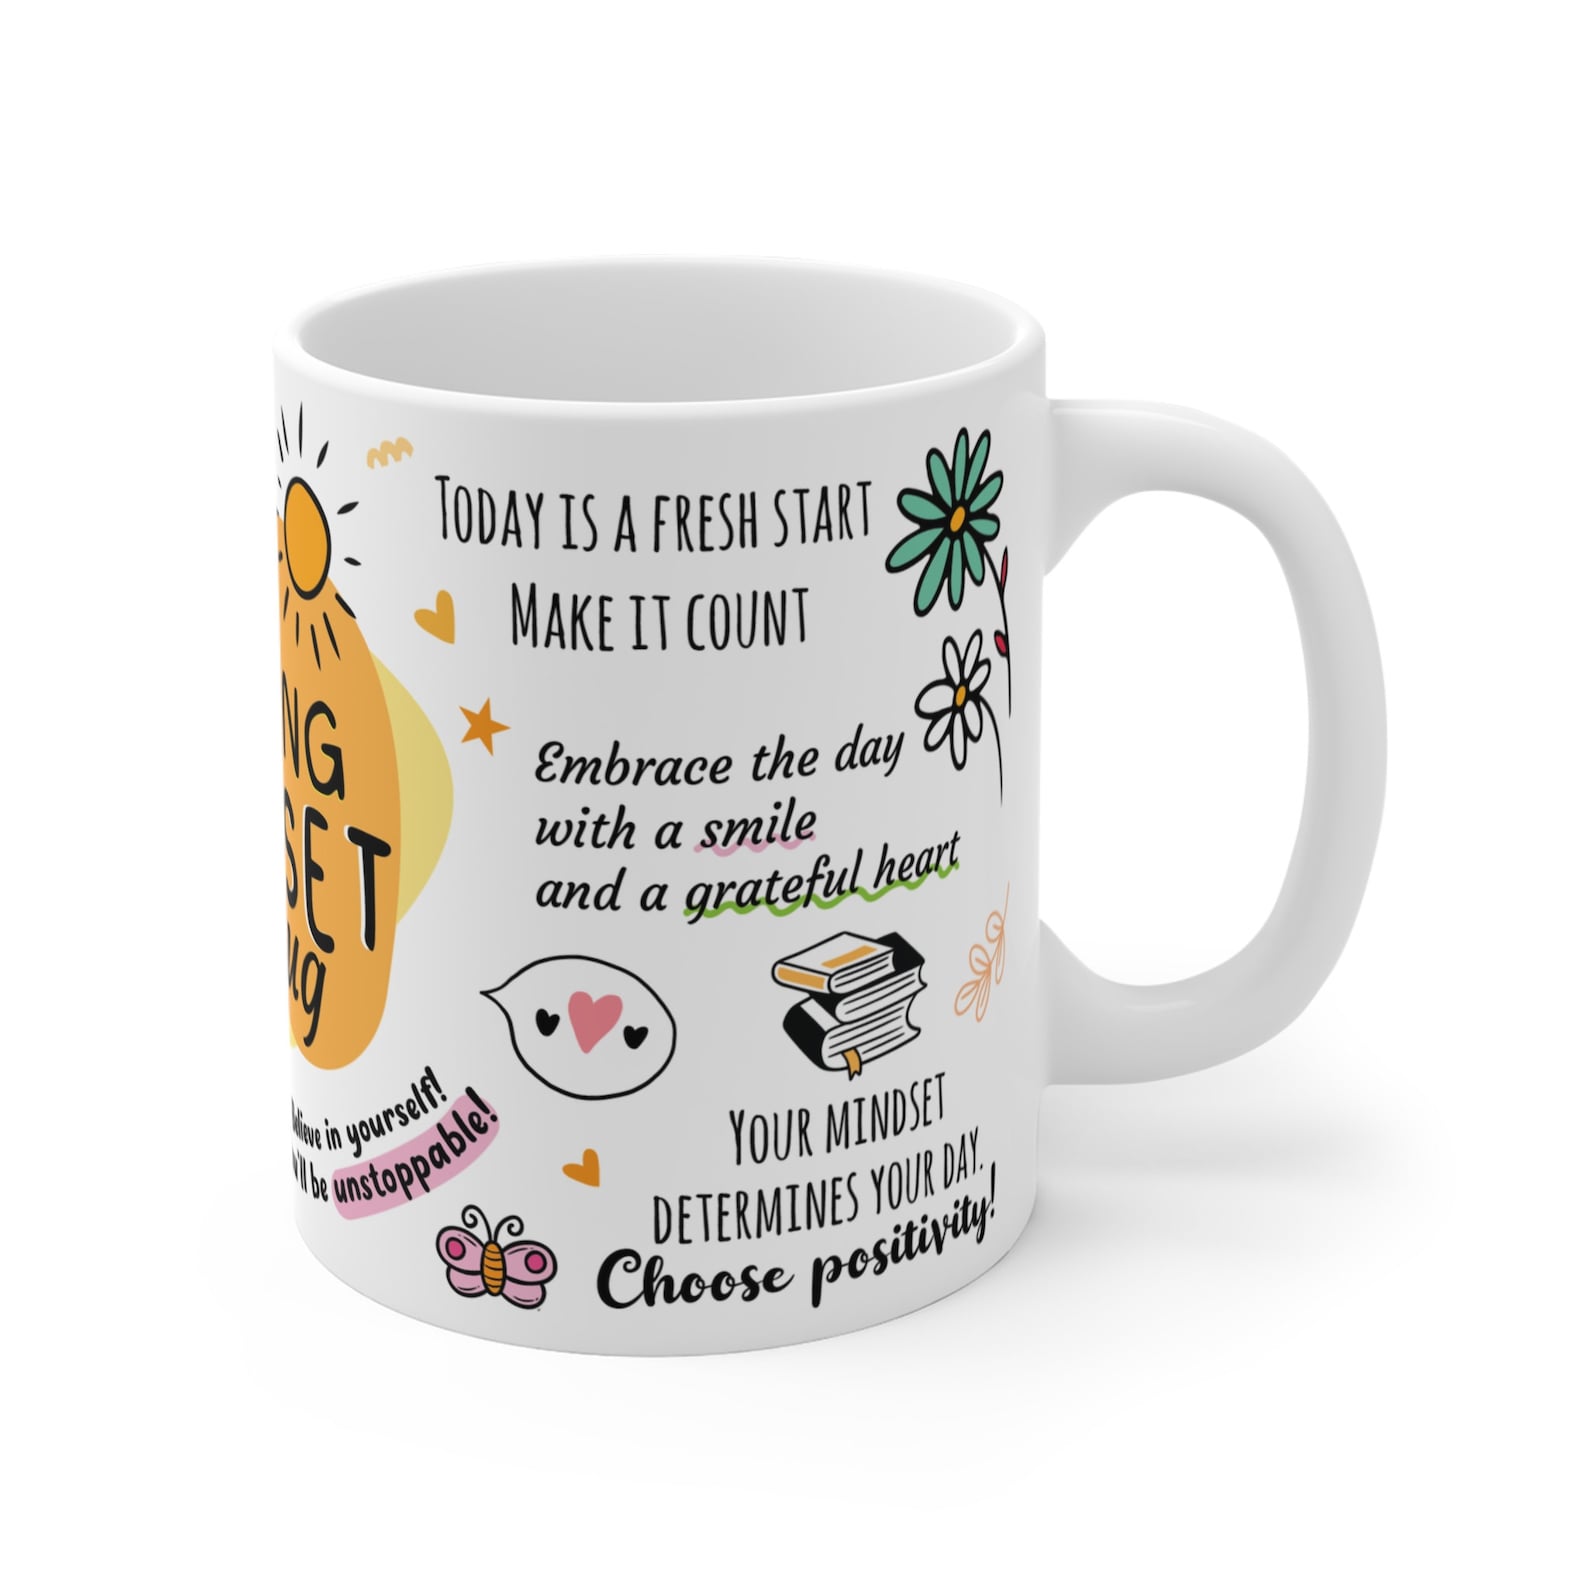 Today is a fresh start
Make it count
Embrace the day
with a smile
and a grateful heart
Your mindset
determines your day.
Choose positivity!
NG
SET
ug
Believe in yourself!
'll be unstoppable!